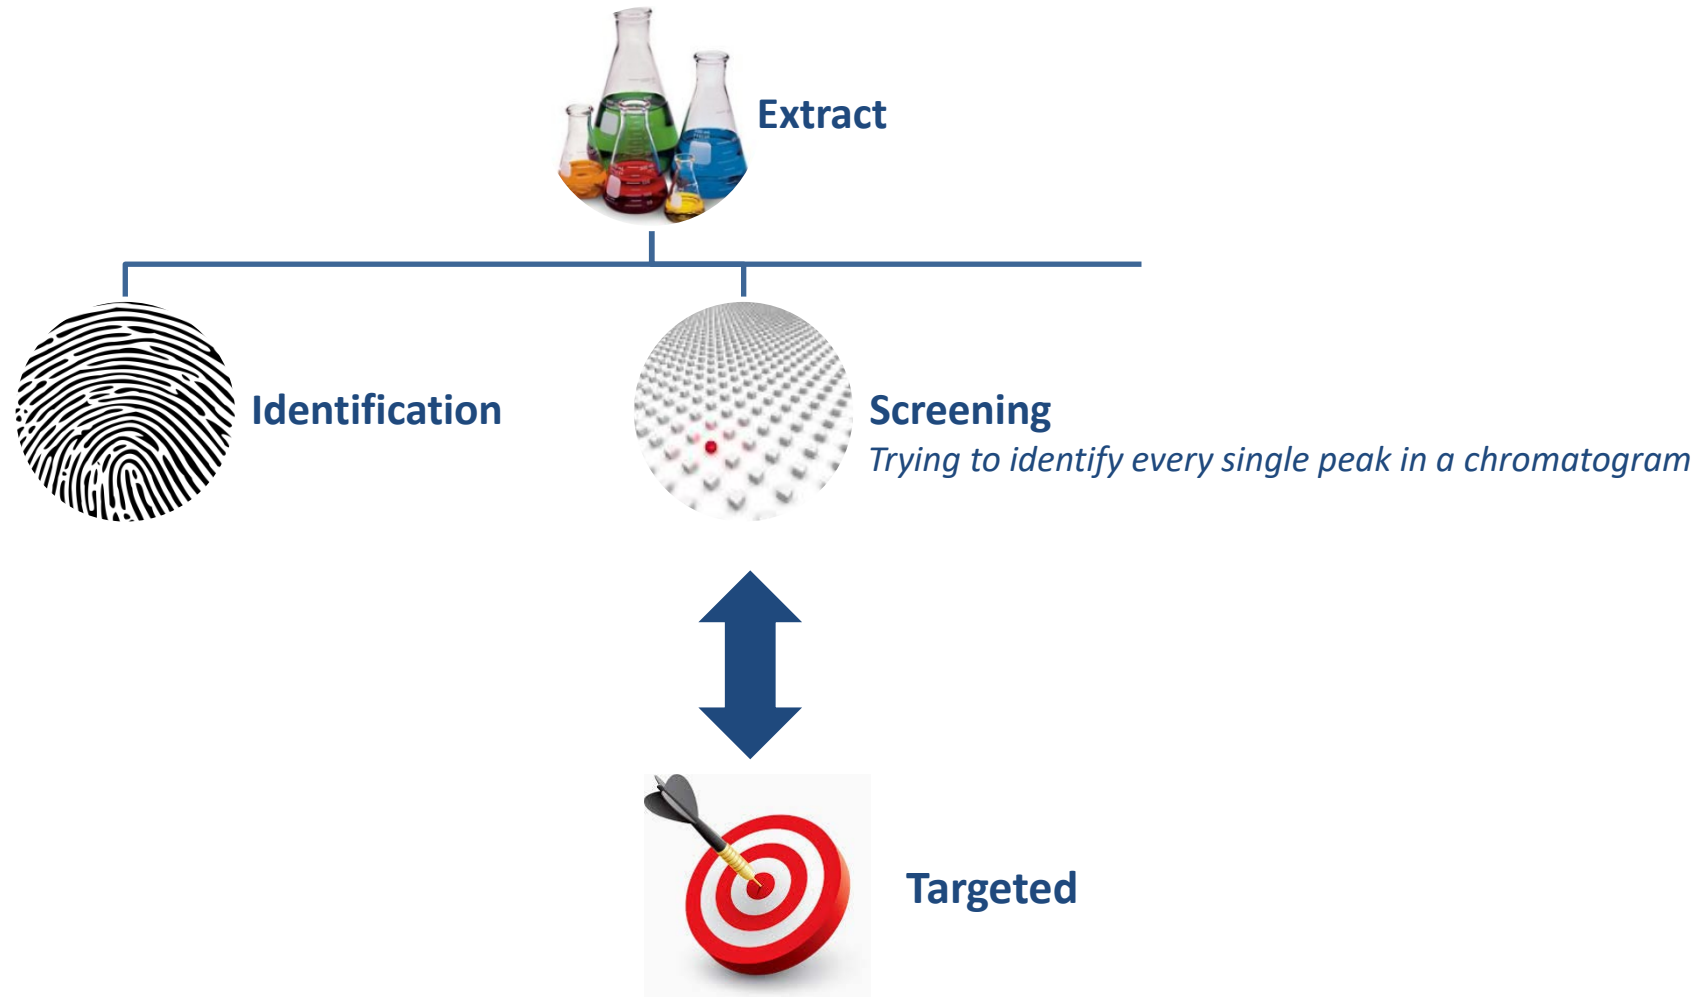 Extract
Identification
Screening
Trying to identify every single peak in a chromatogram
Targeted